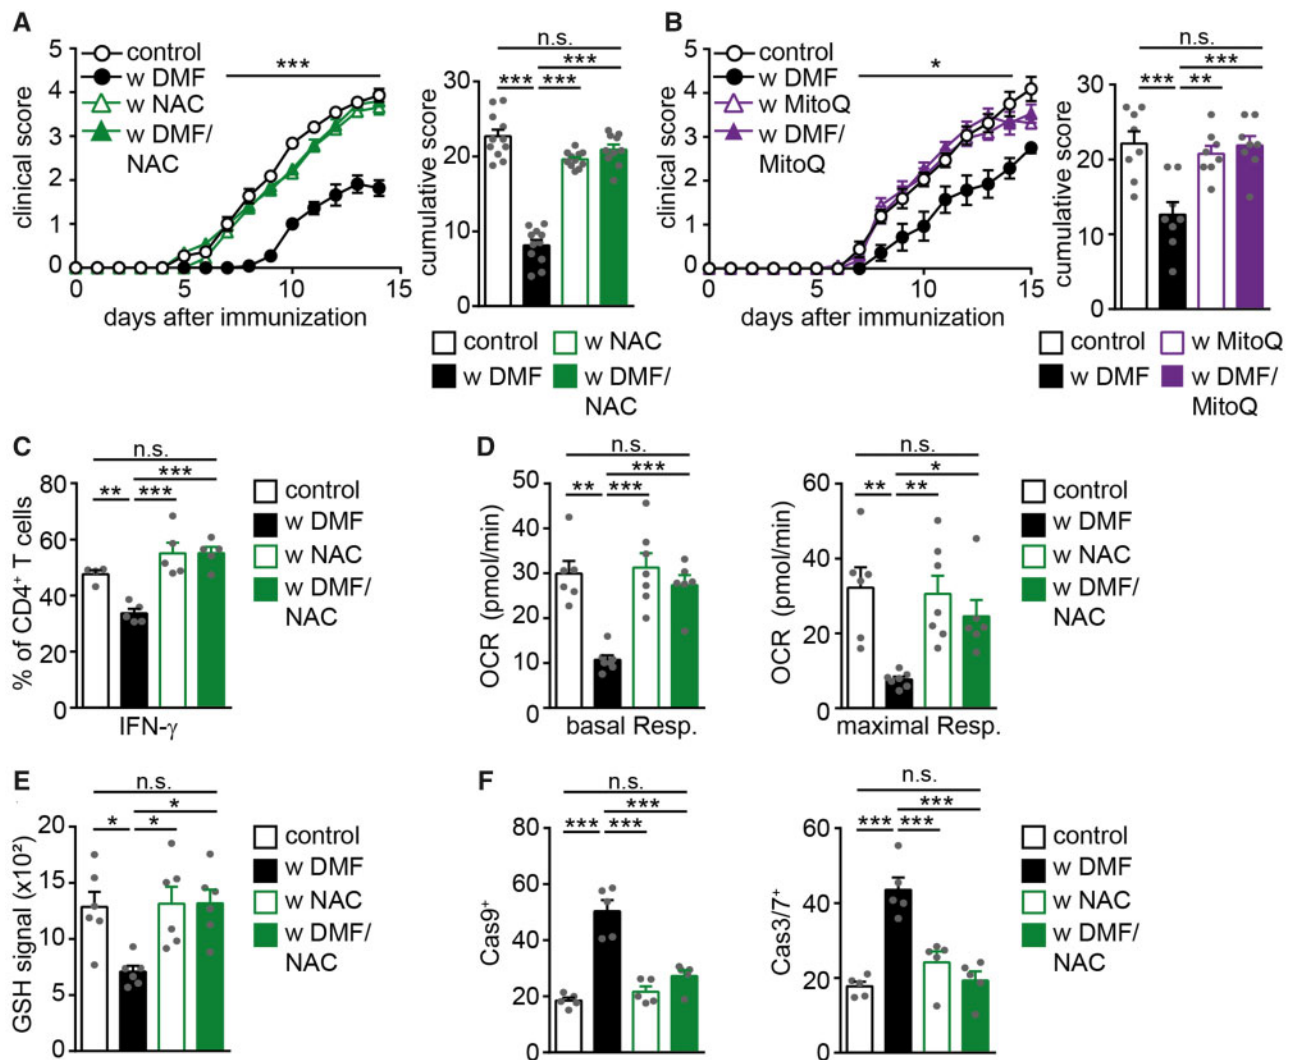 A
clinical score
5
4
3
2
1
0
0
5
10
15
days after immunization
control
w DMF
w NAC
w DMF/
NAC
***
cumulative score
30
20
10
0
n.s.
***
*** ***
control
w DMF
w NAC
w DMF/
NAC
B
clinical score
5
4
3
2
1
0
0
5
10
15
days after immunization
control
w DMF
w MitoQ
w DMF/
MitoQ
*
cumulative score
30
20
10
0
n.s.
***
*** **
control
w DMF
w MitoQ
w DMF/
MitoQ
C
% of CD4⁺ T cells
80
60
40
20
0
n.s.
***
** ***
IFN-γ
control
w DMF
w NAC
w DMF/
NAC
D
OCR (pmol/min)
50
40
30
20
10
0
n.s.
***
** ***
basal Resp.
OCR (pmol/min)
60
40
20
0
n.s.
*
** **
maximal Resp.
control
w DMF
w NAC
w DMF/
NAC
E
GSH signal (x10²)
20
15
10
5
0
n.s.
*
* *
control
w DMF
w NAC
w DMF/
NAC
F
Cas9⁺
80
60
40
20
0
n.s.
***
*** ***
Cas3/7⁺
60
40
20
0
n.s.
***
*** ***
control
w DMF
w NAC
w DMF/
NAC